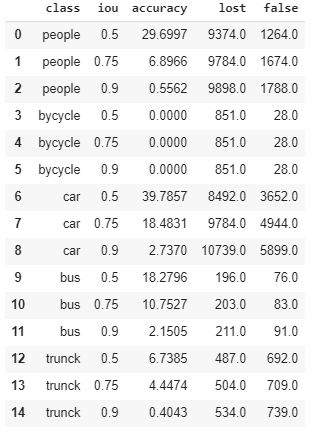 class iou accuracy lost false
0 people 0.5 29.6997 9374.0 1264.0
1 people 0.75 6.8966 9784.0 1674.0
2 people 0.9 0.5562 9898.0 1788.0
3 bycycle 0.5 0.0000 851.0 28.0
4 bycycle 0.75 0.0000 851.0 28.0
5 bycycle 0.9 0.0000 851.0 28.0
6 car 0.5 39.7857 8492.0 3652.0
7 car 0.75 18.4831 9784.0 4944.0
8 car 0.9 2.7370 10739.0 5899.0
9 bus 0.5 18.2796 196.0 76.0
10 bus 0.75 10.7527 203.0 83.0
11 bus 0.9 2.1505 211.0 91.0
12 trunck 0.5 6.7385 487.0 692.0
13 trunck 0.75 4.4474 504.0 709.0
14 trunck 0.9 0.4043 534.0 739.0